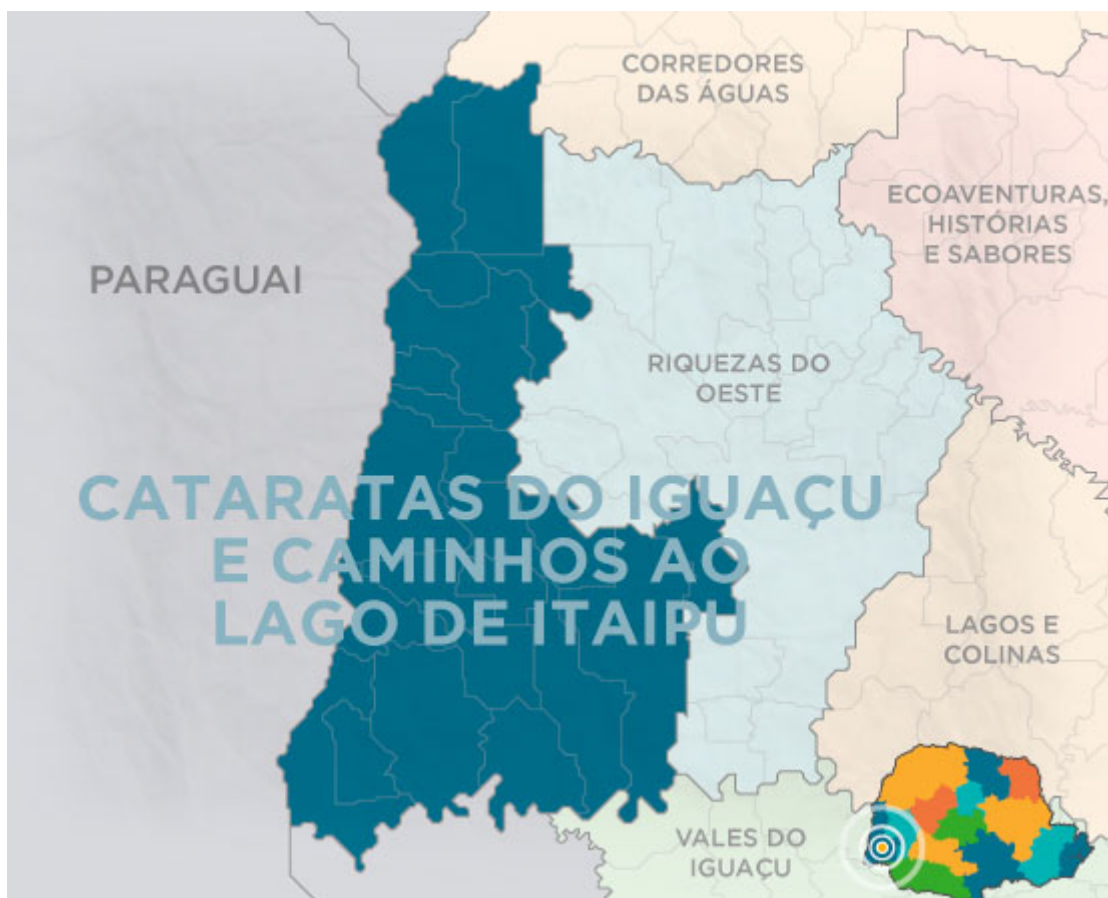 CORREDORES
DAS ÁGUAS
ECOAVENTURAS,
HISTÓRIAS
E SABORES
PARAGUAI
RIQUEZAS DO
OESTE
CATARATAS DO IGUAÇU
E CAMINHOS AO
LAGO DE ITAIPU
LAGOS E
COLINAS
VALES DO
IGUAÇU